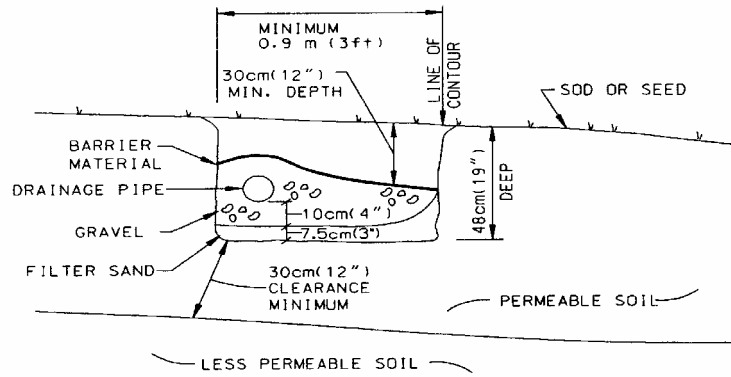 MINIMUM
0.9 m (3ft)
30cm(12")
MIN. DEPTH
LINE OF
CONTOUR
SOD OR SEED
BARRIER
MATERIAL
DRAINAGE PIPE
GRAVEL
FILTER SAND
10cm(4")
7.5cm(3")
48cm(19")
DEEP
30cm(12")
CLEARANCE
MINIMUM
PERMEABLE SOIL
LESS PERMEABLE SOIL